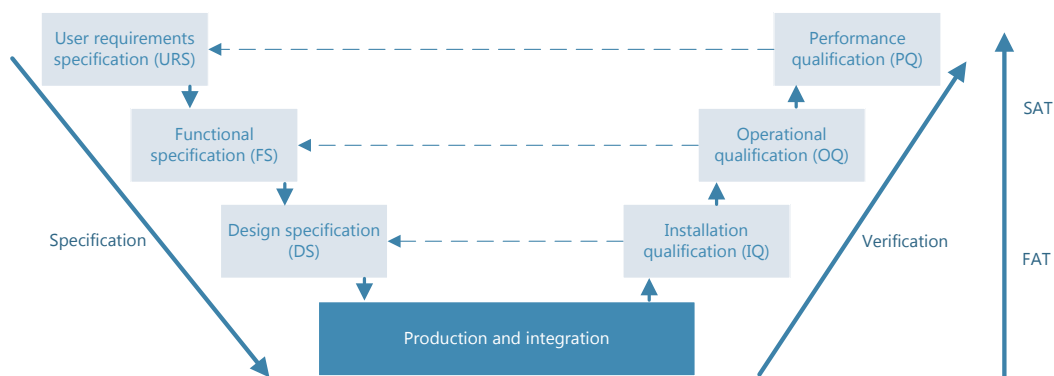 User requirements
specification (URS)
Performance
qualification (PQ)
SAT
Functional
specification (FS)
Operational
qualification (OQ)
Specification
Design specification
(DS)
Installation
qualification (IQ)
Verification
FAT
Production and integration